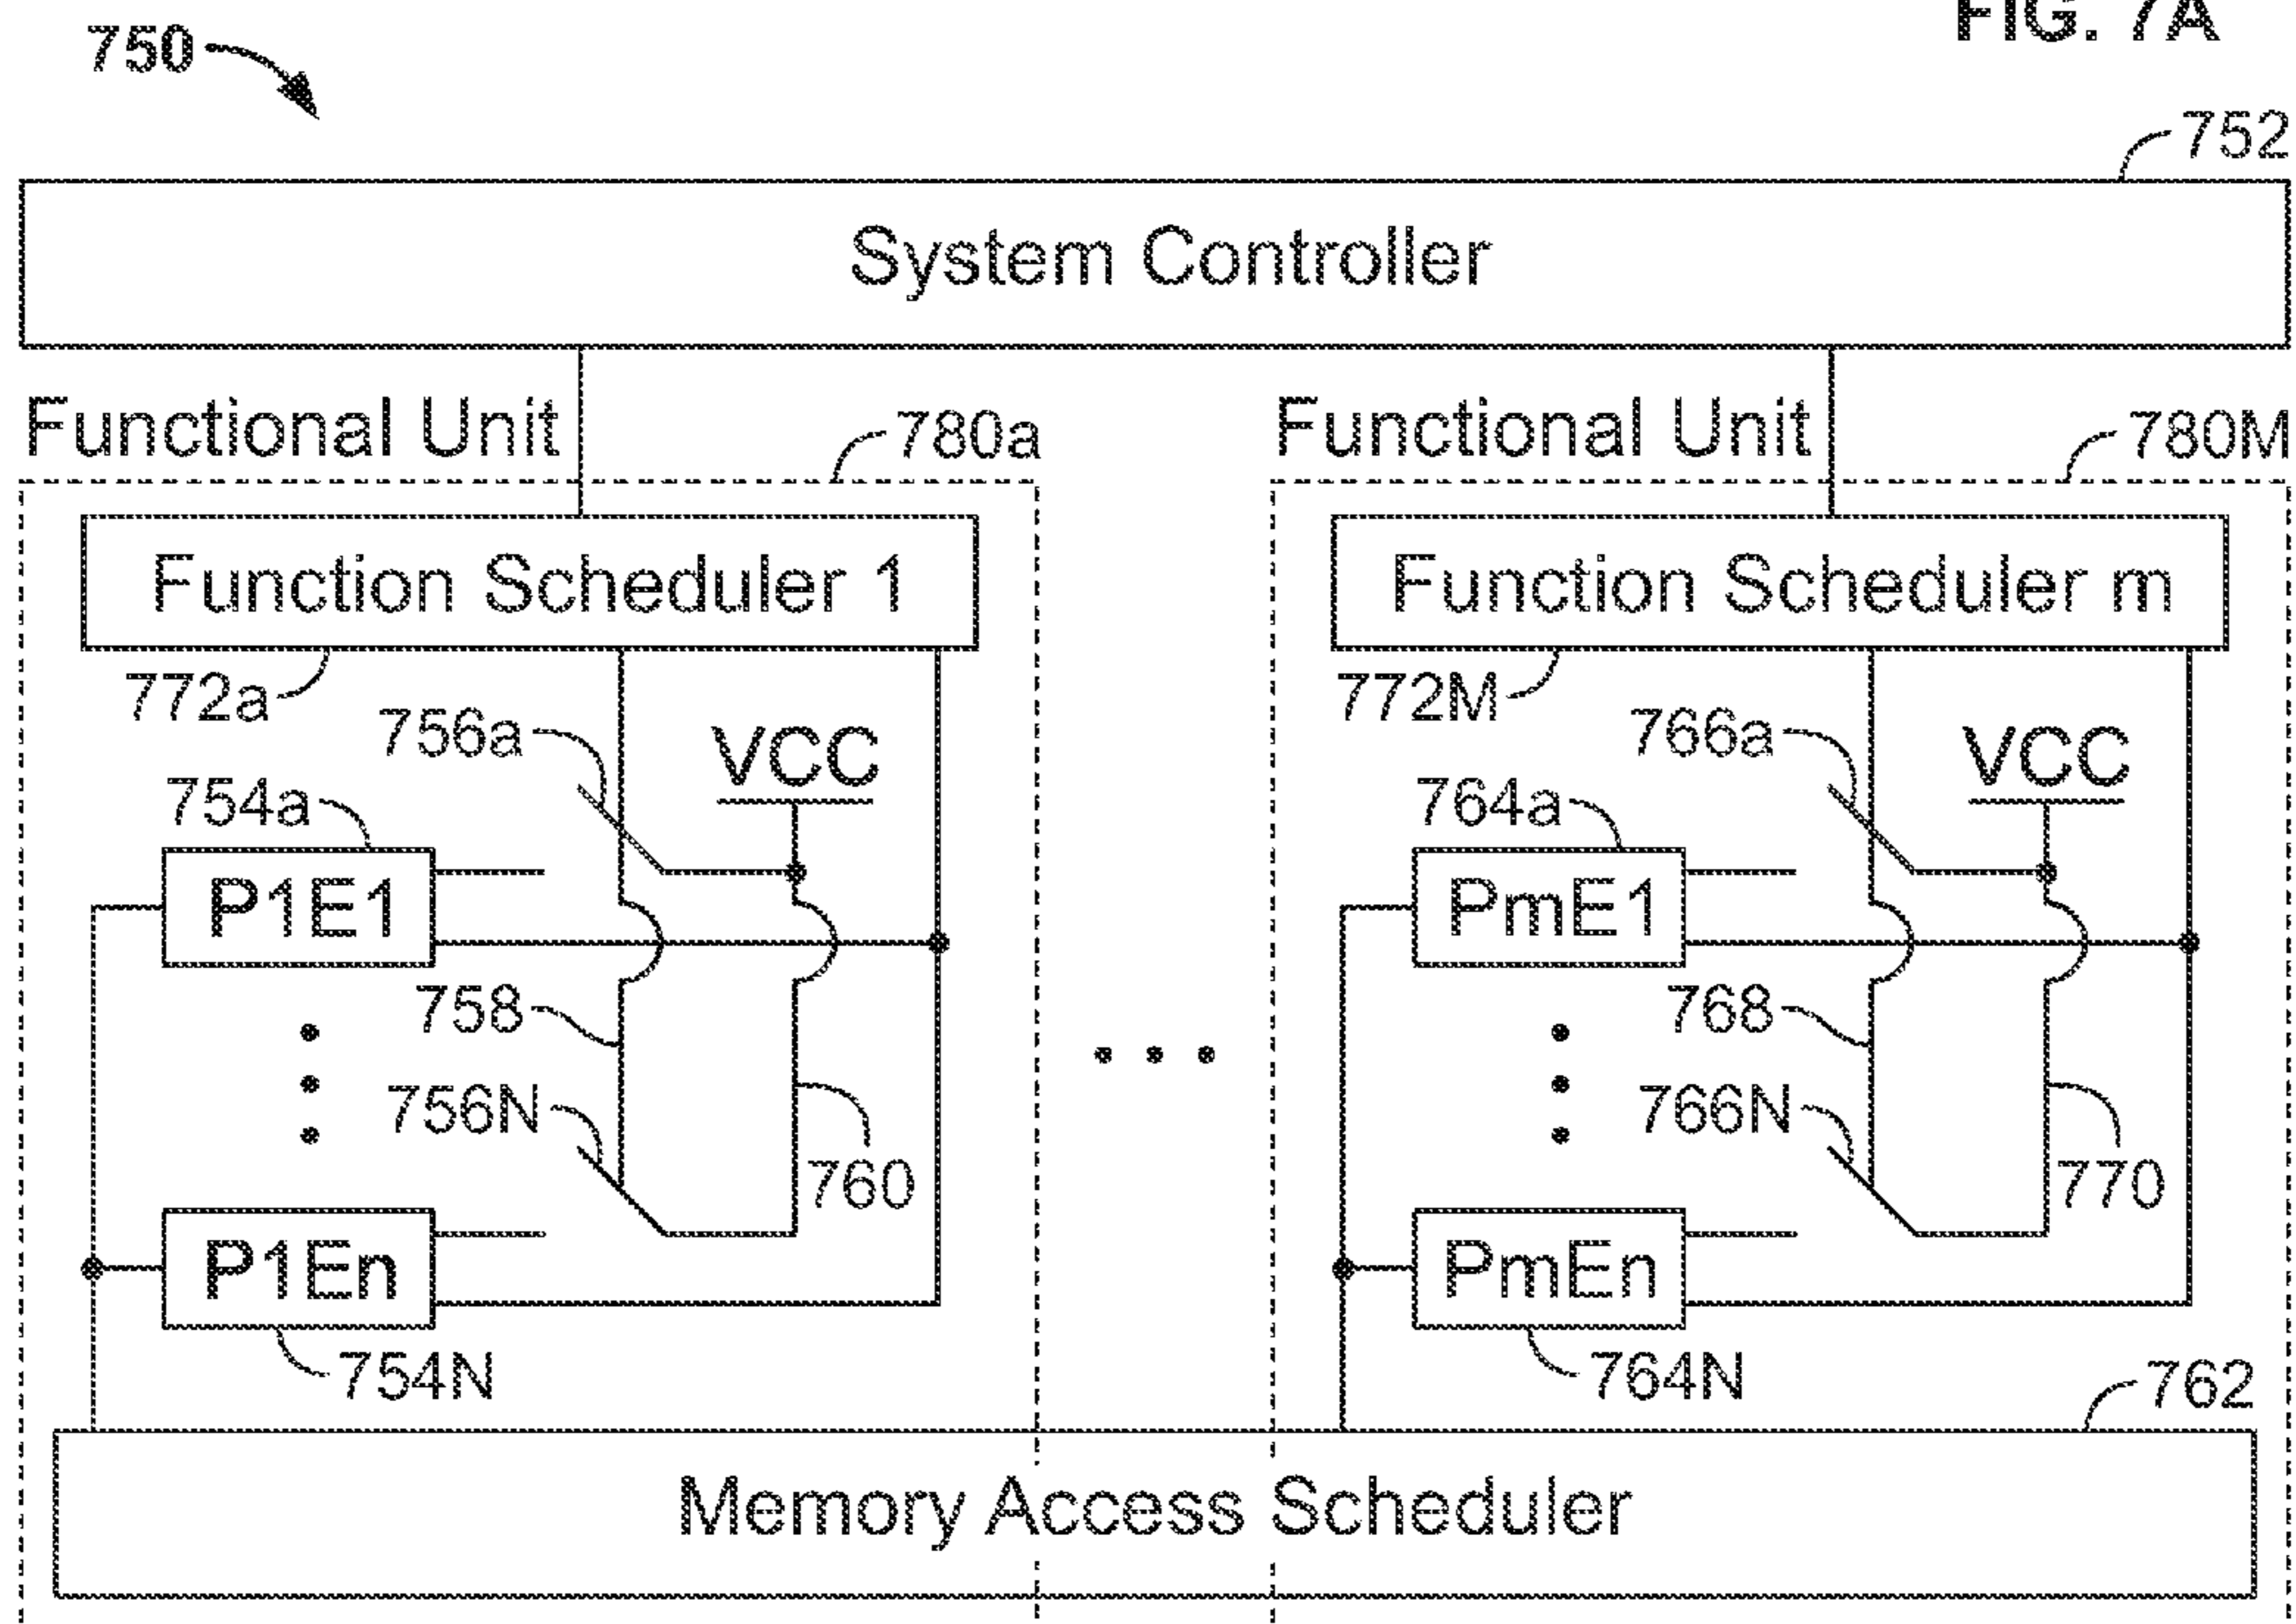 FIG. 7A
750
752
System Controller
Functional Unit
780a
Functional Unit
780M
Function Scheduler 1
Function Scheduler m
772a
772M
756a
VCC
766a
VCC
754a
764a
P1E1
PmE1
758
768
756N
766N
760
770
P1En
PmEn
754N
764N
762
Memory Access Scheduler